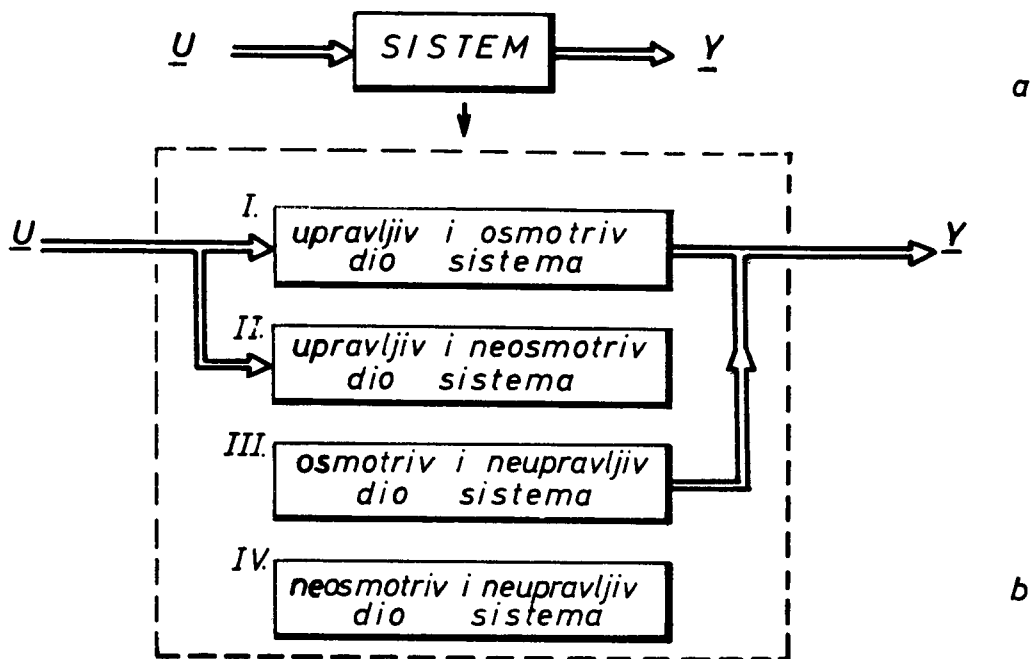 U SISTEM Y
a
U
I.
upravljiv i osmotriv
dio sistema
Y
II.
upravljiv i neosmotriv
dio sistema
III.
osmotriv i neupravljiv
dio sistema
IV.
neosmotriv i neupravljiv
dio sistema
b